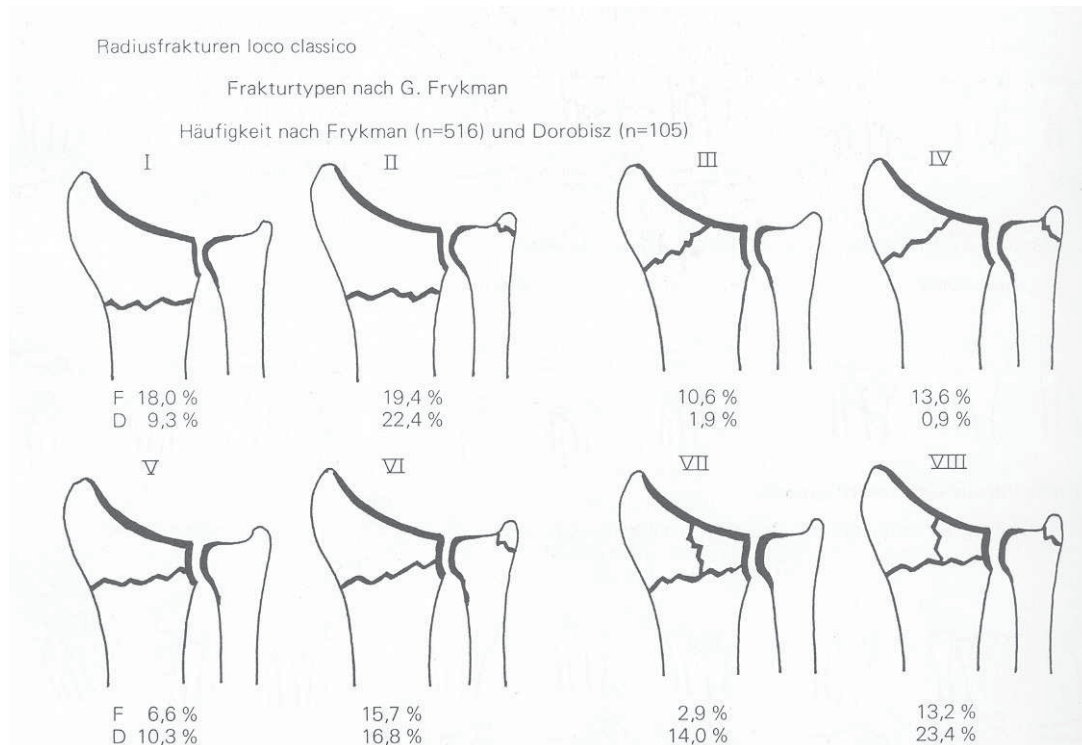 Radiusfrakturen loco classico
Frakturtypen nach G. Frykman
Häufigkeit nach Frykman (n=516) und Dorobisz (n=105)
I II III IV
F 18,0 % 19,4 % 10,6 % 13,6 %
D 9,3 % 22,4 % 1,9 % 0,9 %
V VI VII VIII
F 6,6 % 15,7 % 2,9 % 13,2 %
D 10,3 % 16,8 % 14,0 % 23,4 %